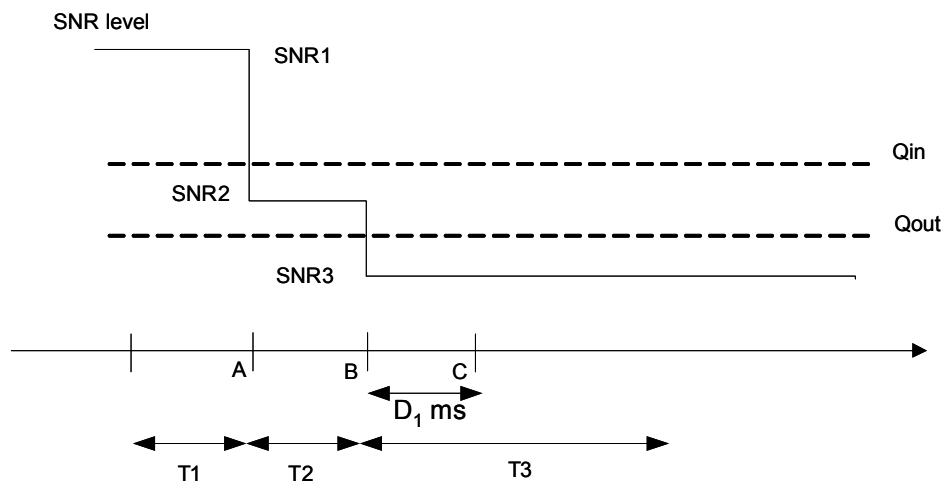 SNR level
SNR1
Qin
SNR2
Qout
SNR3
A
B
C
D1 ms
T1
T2
T3